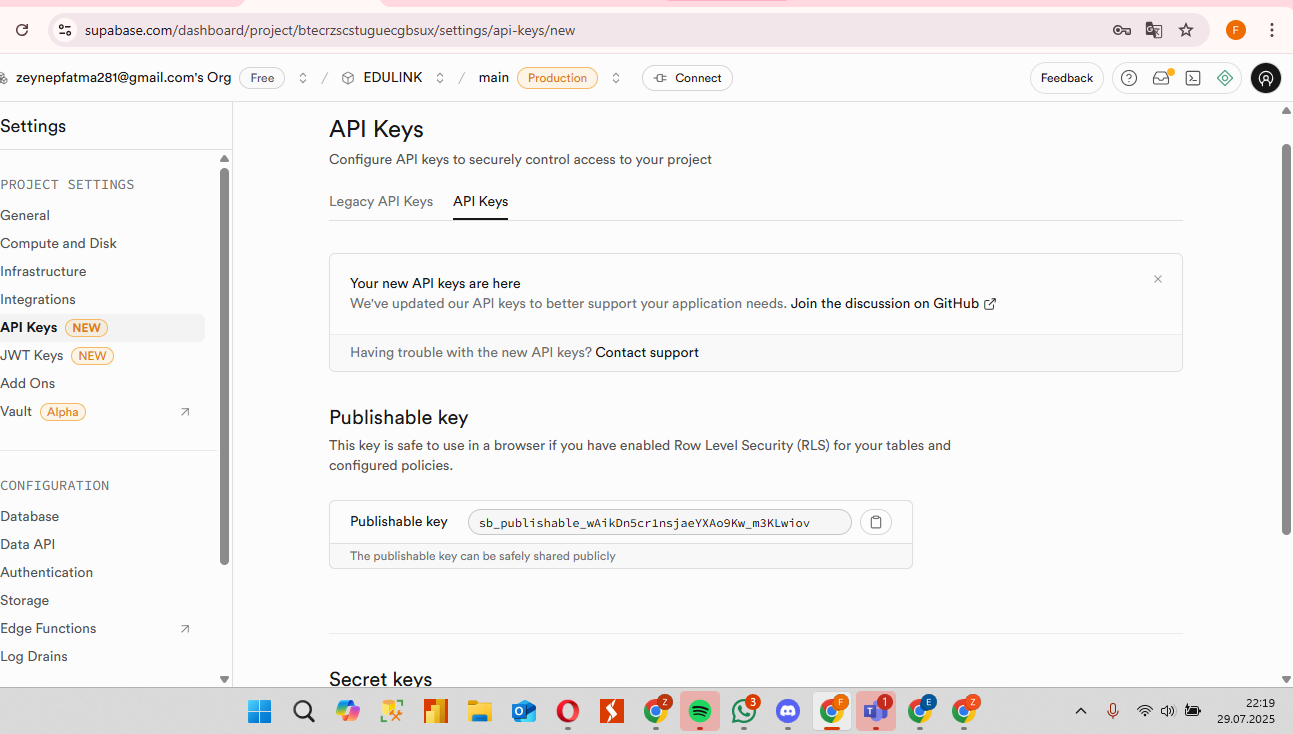 supabase.com/dashboard/project/btecrzscstuguecgbsux/settings/api-keys/new
F
zeynepfatma281@gmail.com's Org Free / EDULINK / main Production Connect
Feedback
Settings
PROJECT SETTINGS
General
Compute and Disk
Infrastructure
Integrations
API Keys NEW
JWT Keys NEW
Add Ons
Vault Alpha
CONFIGURATION
Database
Data API
Authentication
Storage
Edge Functions
Log Drains
API Keys
Configure API keys to securely control access to your project
Legacy API Keys API Keys
Your new API keys are here
We've updated our API keys to better support your application needs. Join the discussion on GitHub
Having trouble with the new API keys? Contact support
Publishable key
This key is safe to use in a browser if you have enabled Row Level Security (RLS) for your tables and
configured policies.
Publishable key sb_publishable_wAikDn5cr1nsjaeYXAo9Kw_m3KLwiov
The publishable key can be safely shared publicly
Secret keys
Z 3 F 1 E Z
22:19
29.07.2025